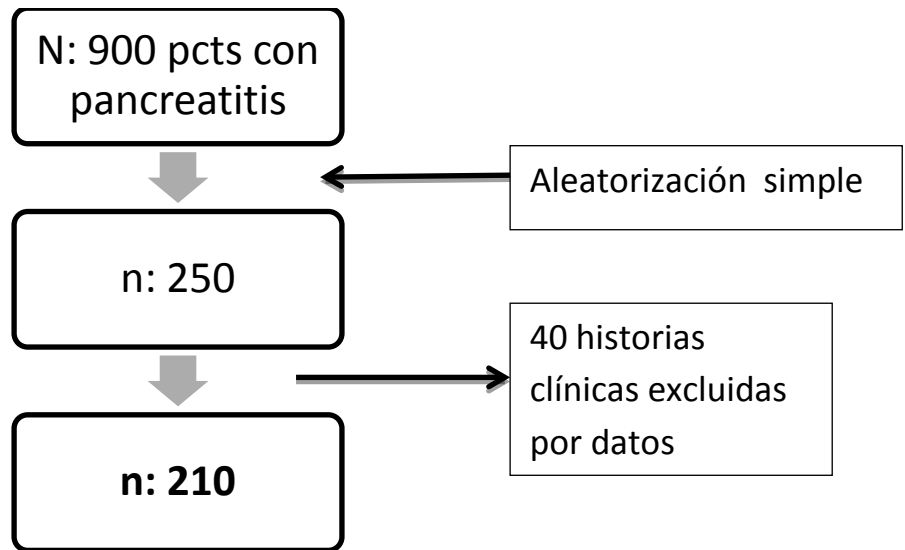 N: 900 pcts con
pancreatitis
Aleatorización simple
n: 250
40 historias
clínicas excluidas
por datos
n: 210